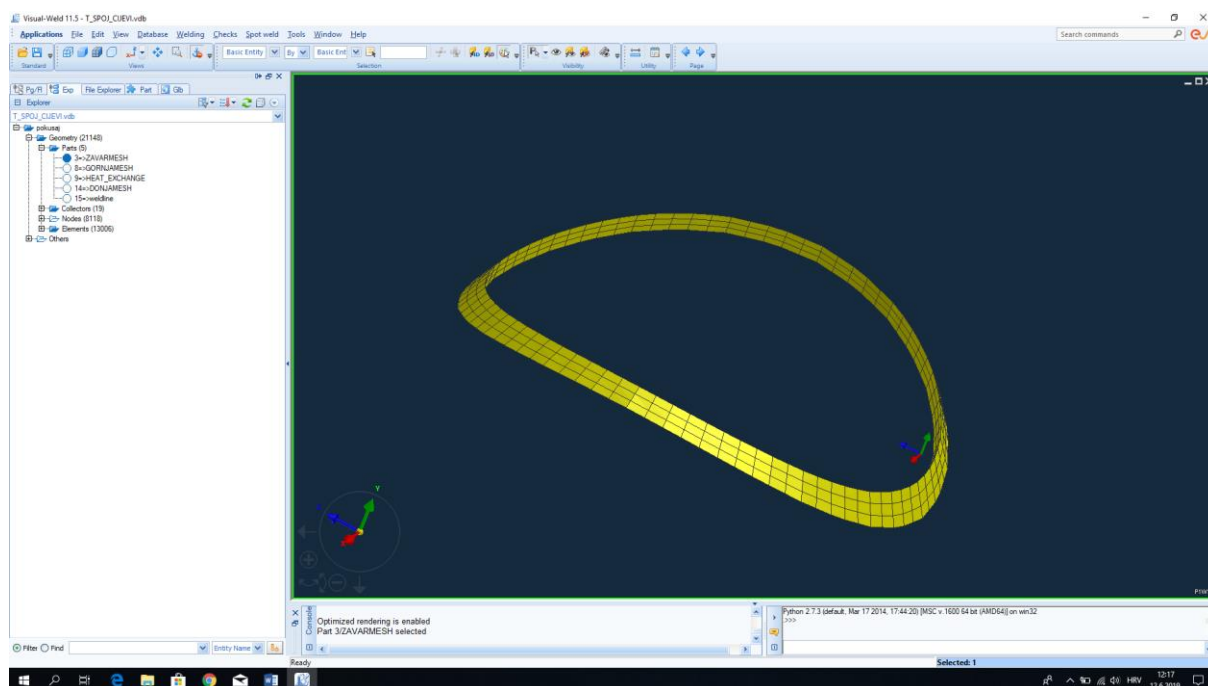 Visual-Weld 11.5 - T_SPOJ_CIJEVI.vdb
Applications File Edit View Database Welding Checks Spot weld Tools Window Help
Search commands
Basic Entity By Basic Ent
Standard Views Selection Visibility Utility Page
Pg/R Exp File Explorer Part Glb
Explorer
T_SPOJ_CIJEVI.vdb
pokusaj
Geometry (21148)
Parts (5)
3=>ZAVARMESH
8=>GORNJAMESH
9=>HEAT_EXCHANGE
14=>DONJAMESH
15=>weldline
Collectors (19)
Nodes (8118)
Elements (13006)
Others
Y
Console
Optimized rendering is enabled
Part 3/ZAVARMESH selected
Python 2.7.3 (default, Mar 17 2014, 17:44:20) [MSC v.1600 64 bit (AMD64)] on win32
>>>
Filter Find
Entity Name
Ready
Selected: 1
HRV
12:17
13.6.2019